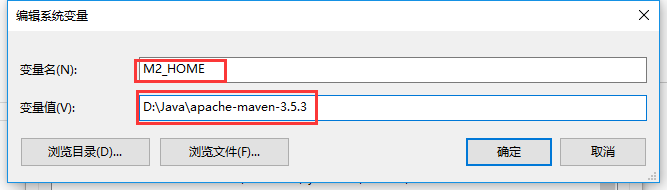 编辑系统变量
变量名(N):
M2_HOME
变量值(V):
D:\Java\apache-maven-3.5.3
浏览目录(D)...
浏览文件(F)...
确定
取消